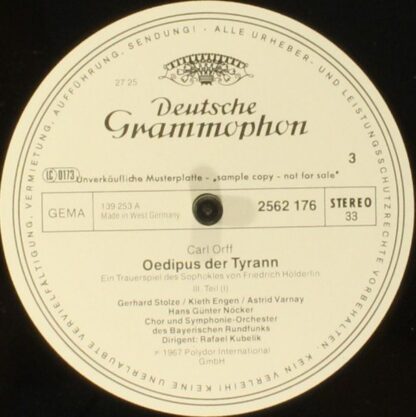 VERMIETUNG, AUFFÜHRUNG, SENDUNG! - ALLE URHEBER- UND LEISTUNGSSCHUTZRECHTE VORBEHALTEN. KEIN VERLEIH! KEINE UNERLAUBTE VERVIELFÄLTIGUNG,
27 25
Deutsche
Grammophon
3
LC 0173
Unverkäufliche Musterplatte - „sample copy - not for sale"
GEMA
139 253 A
Made in West Germany
2562 176
STEREO
33
Carl Orff
Oedipus der Tyrann
Ein Trauerspiel des Sophokles von Friedrich Hölderlin
III. Teil (I)
Gerhard Stolze / Kieth Engen / Astrid Varnay
Hans Günter Nöcker
Chor und Symphonie-Orchester
des Bayerischen Rundfunks
Dirigent: Rafael Kubelik
℗ 1967 Polydor International
GmbH